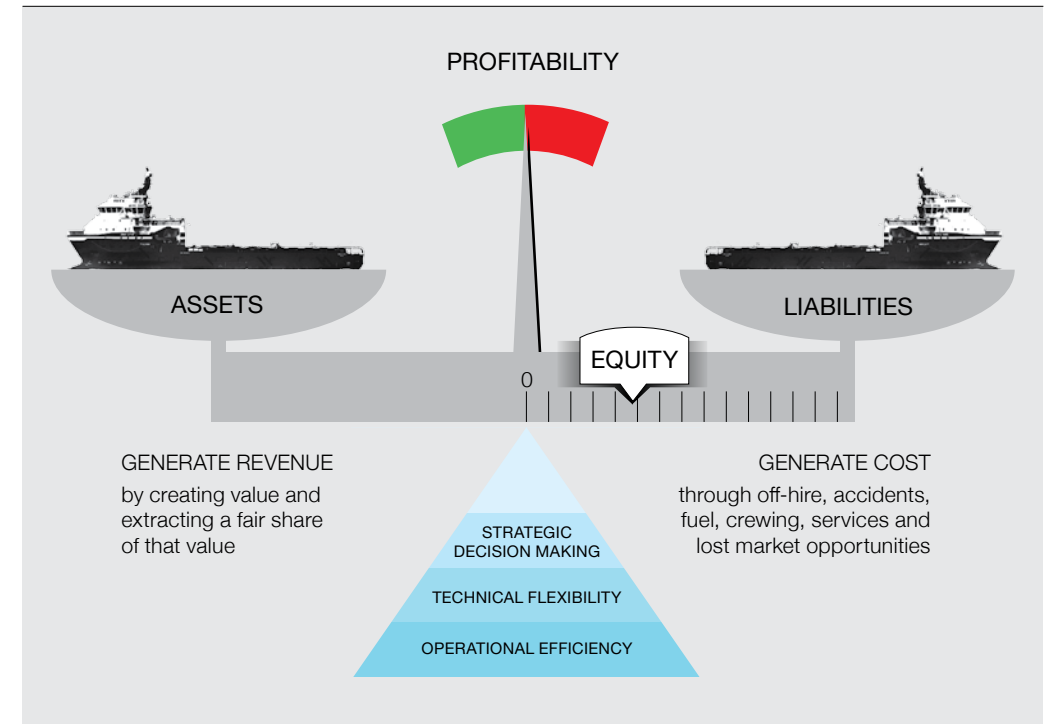 PROFITABILITY
ASSETS
LIABILITIES
EQUITY
0
GENERATE REVENUE
by creating value and
extracting a fair share
of that value
GENERATE COST
through off-hire, accidents,
fuel, crewing, services and
lost market opportunities
STRATEGIC
DECISION MAKING
TECHNICAL FLEXIBILITY
OPERATIONAL EFFICIENCY